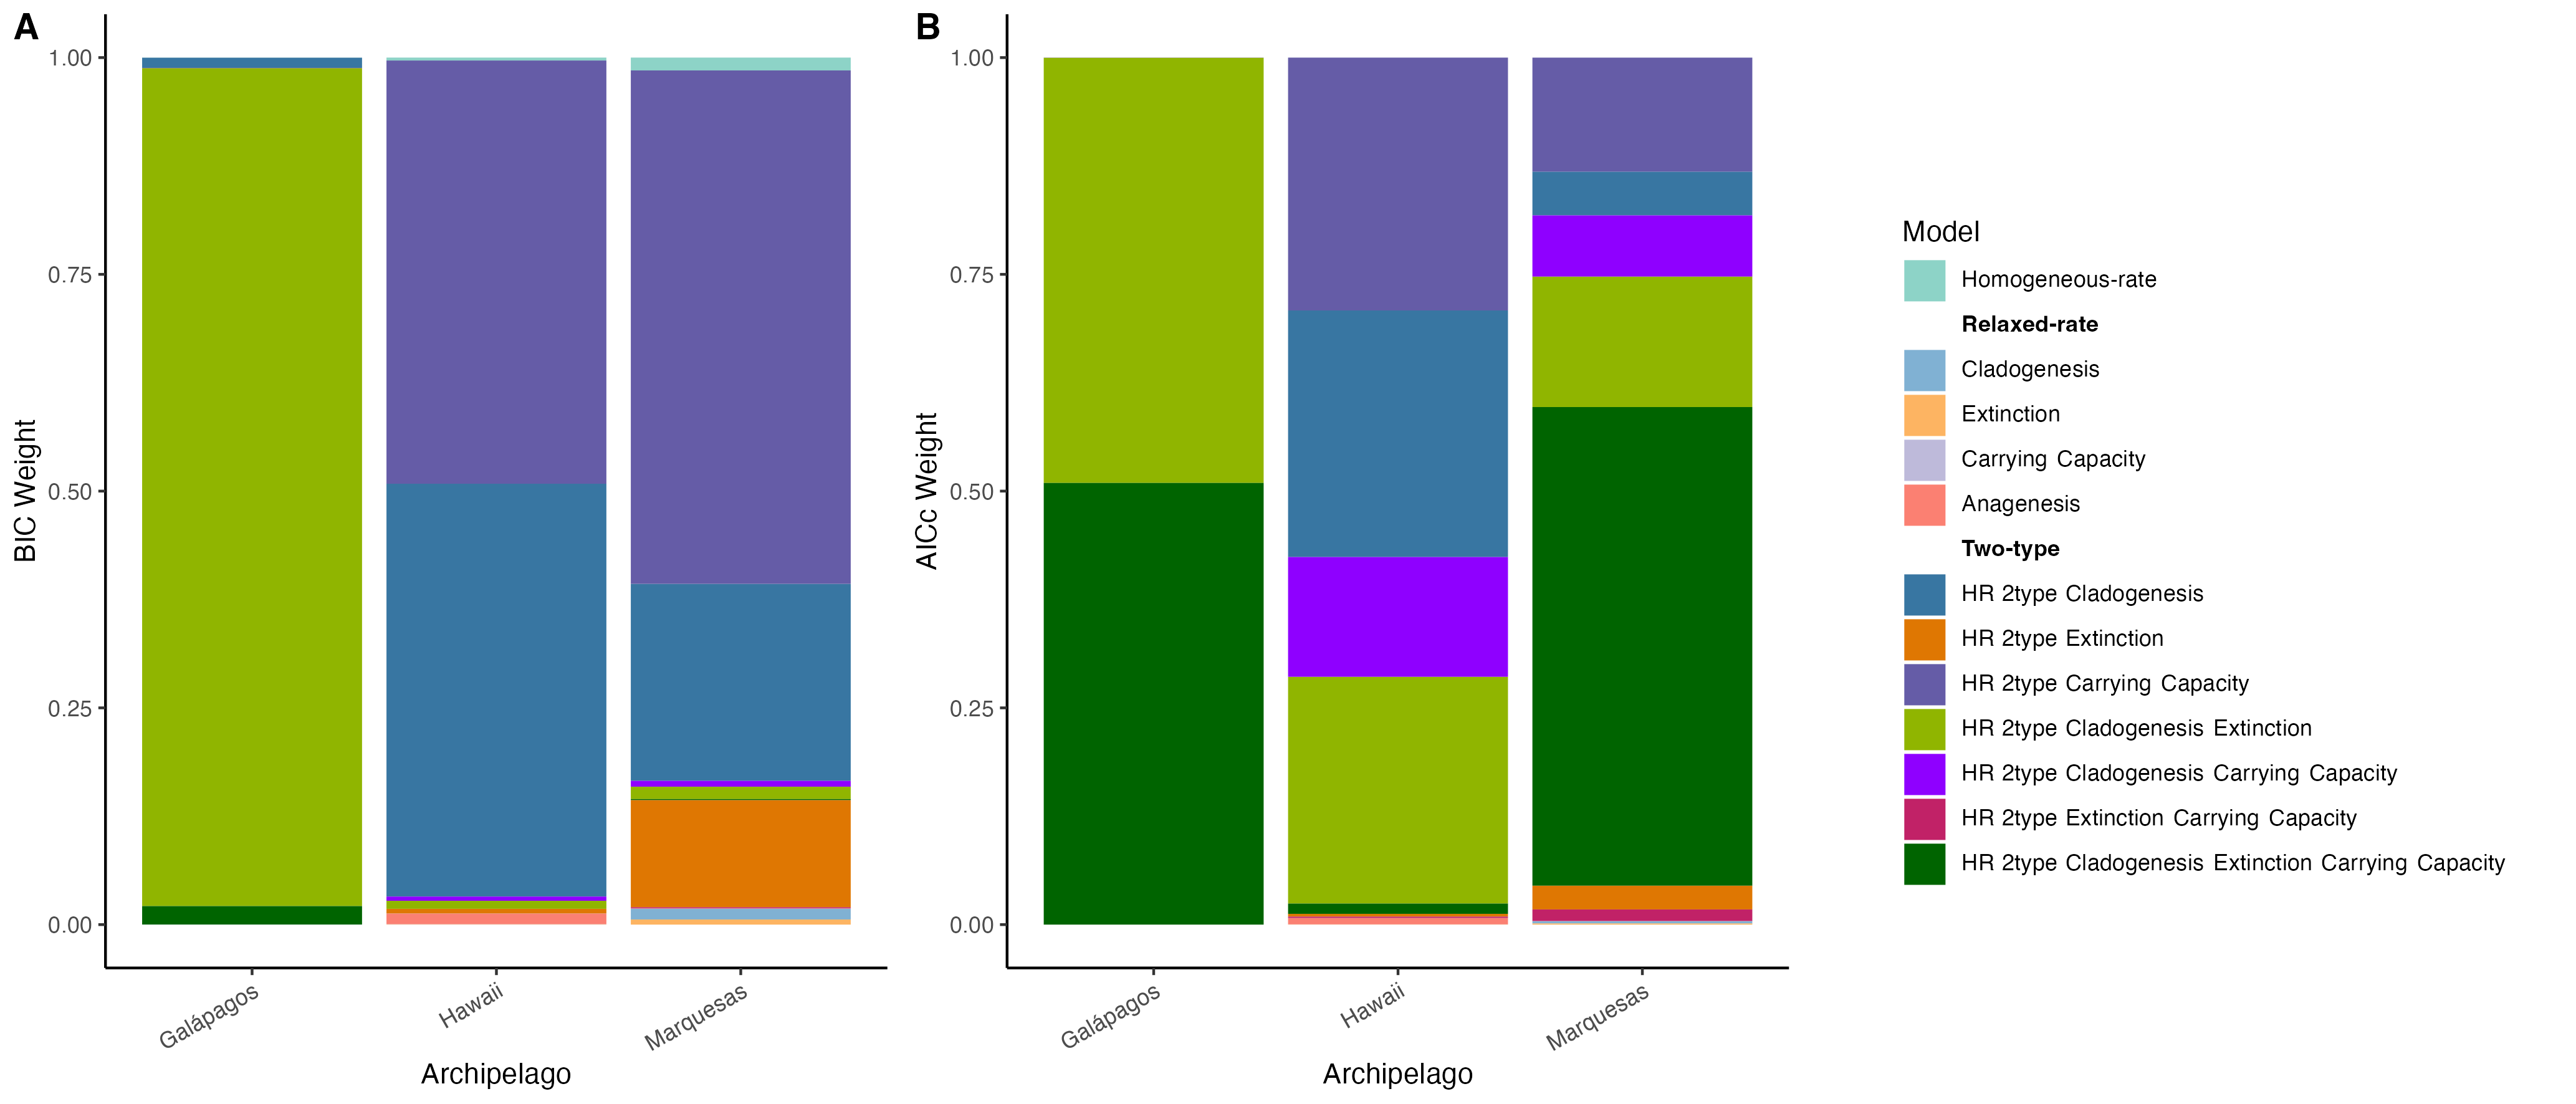 A
BIC Weight
1.00
0.75
0.50
0.25
0.00
Galápagos
Hawaii
Marquesas
Archipelago
B
AICc Weight
1.00
0.75
0.50
0.25
0.00
Galápagos
Hawaii
Marquesas
Archipelago
Model
Homogeneous-rate
Relaxed-rate
Cladogenesis
Extinction
Carrying Capacity
Anagenesis
Two-type
HR 2type Cladogenesis
HR 2type Extinction
HR 2type Carrying Capacity
HR 2type Cladogenesis Extinction
HR 2type Cladogenesis Carrying Capacity
HR 2type Extinction Carrying Capacity
HR 2type Cladogenesis Extinction Carrying Capacity